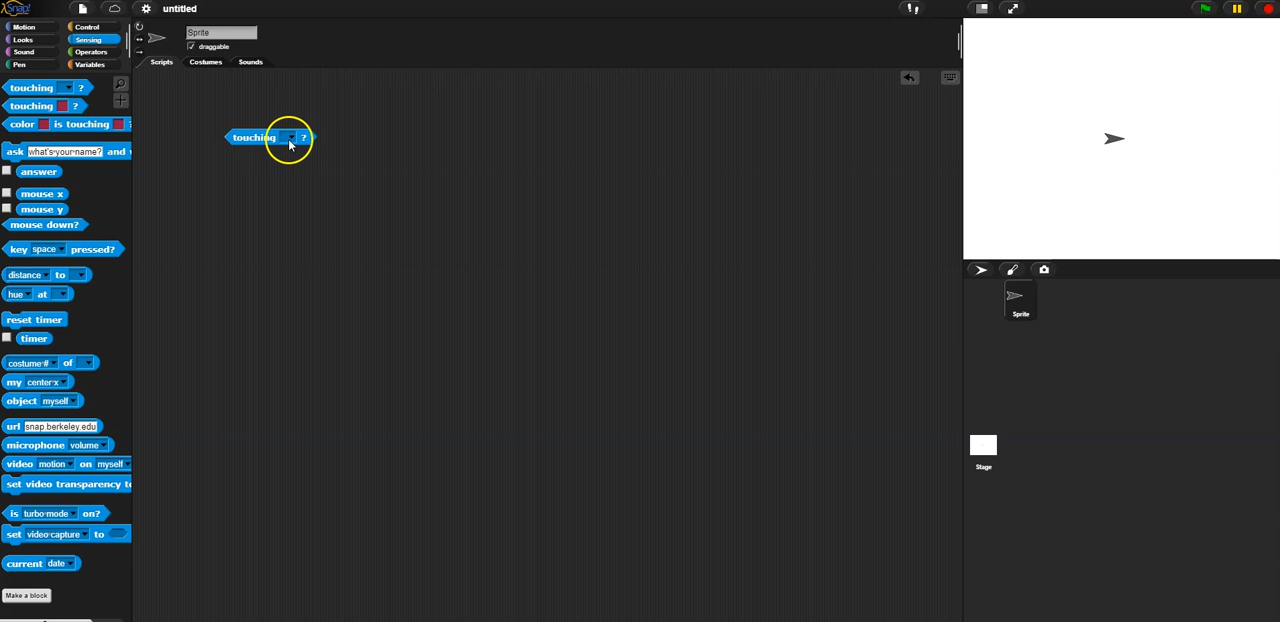 Snap!
untitled
Motion
Control
Looks
Sensing
Sound
Operators
Pen
Variables
Sprite
draggable
Scripts
Costumes
Sounds
touching ?
touching ?
color is touching ?
ask what's your name? and
answer
mouse x
mouse y
mouse down?
key space pressed?
distance to
hue at
reset timer
timer
costume # of
my center x
object myself
url snap.berkeley.edu
microphone volume
video motion on myself
set video transparency to
is turbo mode on?
set video capture to
current date
Make a block
touching ?
Sprite
Stage